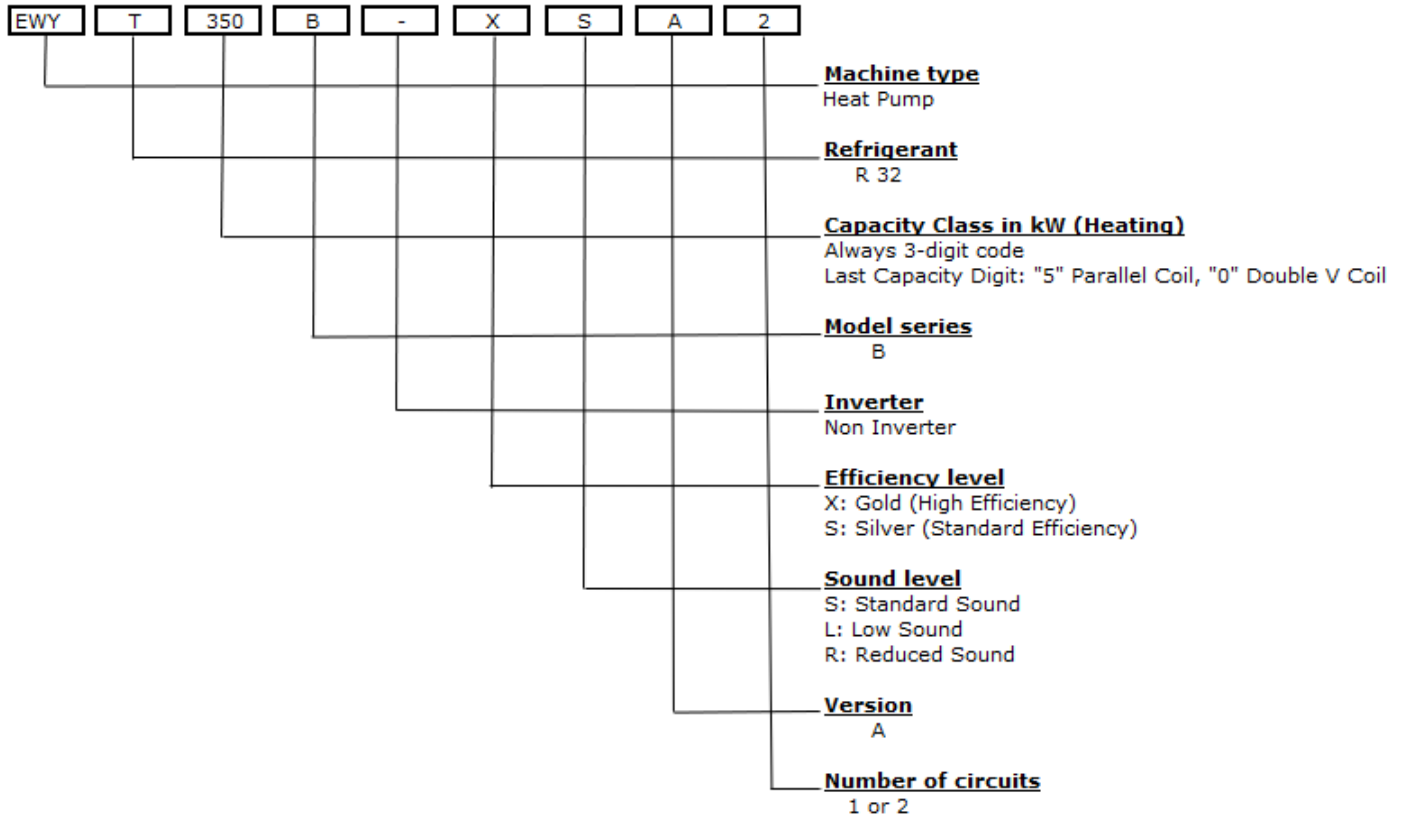 EWY T 350 B - X S A 2
Machine type
Heat Pump
Refrigerant
R 32
Capacity Class in kW (Heating)
Always 3-digit code
Last Capacity Digit: "5" Parallel Coil, "0" Double V Coil
Model series
B
Inverter
Non Inverter
Efficiency level
X: Gold (High Efficiency)
S: Silver (Standard Efficiency)
Sound level
S: Standard Sound
L: Low Sound
R: Reduced Sound
Version
A
Number of circuits
1 or 2